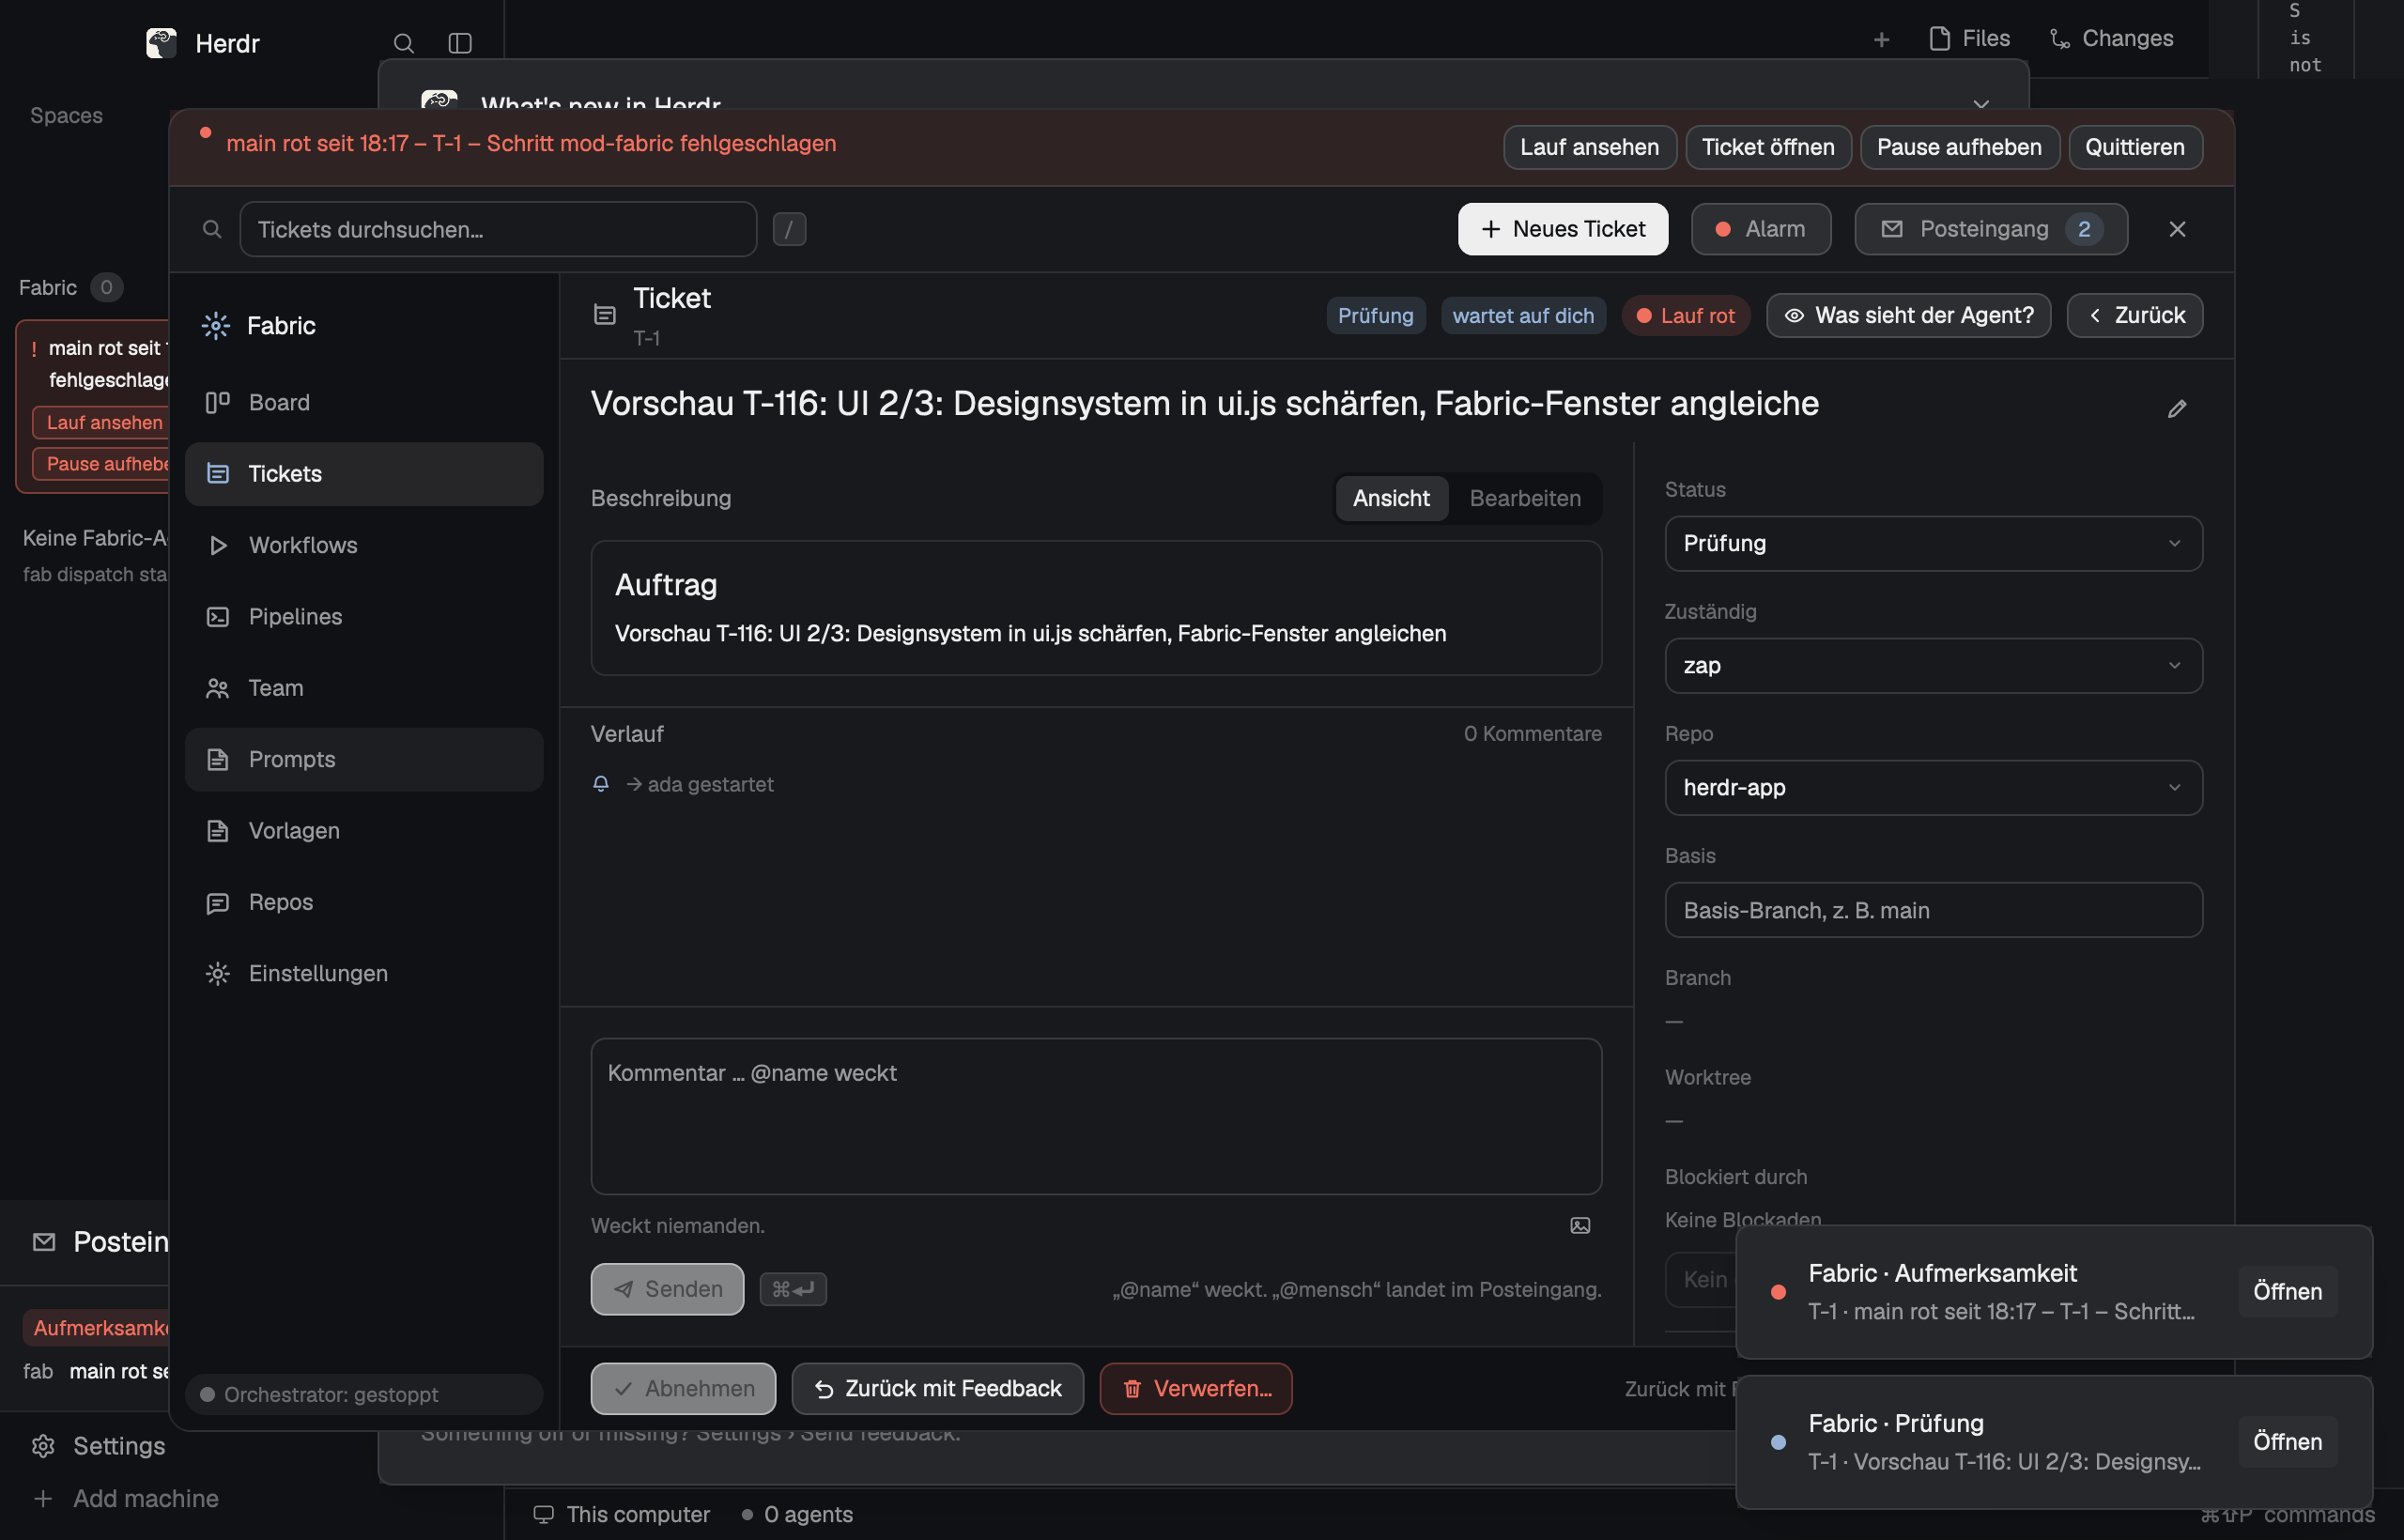 Herdr
+
Files
Changes
S
is
not
Spaces
What's new in Herdr
main rot seit 18:17 – T-1 – Schritt mod-fabric fehlgeschlagen
Lauf ansehen
Ticket öffnen
Pause aufheben
Quittieren
Tickets durchsuchen…
/
+ Neues Ticket
Alarm
Posteingang 2
Fabric 0
! main rot seit
Lauf ansehen
Keine
fab dispatch
Fabric
Board
Tickets
Workflows
Pipelines
Team
Prompts
Vorlagen
Repos
Einstellungen
Orchestrator: gestoppt
Ticket
T-1
Prüfung
wartet auf dich
Lauf rot
Was sieht der Agent?
Zurück
Vorschau T-116: UI 2/3: Designsystem in ui.js schärfen, Fabric-Fenster angleiche
Beschreibung
Ansicht
Bearbeiten
Auftrag
Vorschau T-116: UI 2/3: Designsystem in ui.js schärfen, Fabric-Fenster angleichen
Verlauf
0 Kommentare
→ ada gestartet
Kommentar … @name weckt
Weckt niemanden.
Senden
⌘↵
„@name“ weckt. „@mensch“ landet im Posteingang.
Abnehmen
Zurück mit Feedback
Verwerfen…
Zurück mit
Status
Prüfung
Zuständig
zap
Repo
herdr-app
Basis
Basis-Branch, z. B. main
Branch
—
Worktree
—
Blockiert durch
Keine Blockaden
Kein
Fabric · Aufmerksamkeit
T-1 · main rot seit 18:17 – T-1 – Schritt…
Öffnen
Fabric · Prüfung
T-1 · Vorschau T-116: UI 2/3: Designsy…
Öffnen
fab main rot
Settings
+ Add machine
Something off or missing? Settings › Send feedback.
This computer
0 agents
⌘⇧P commands